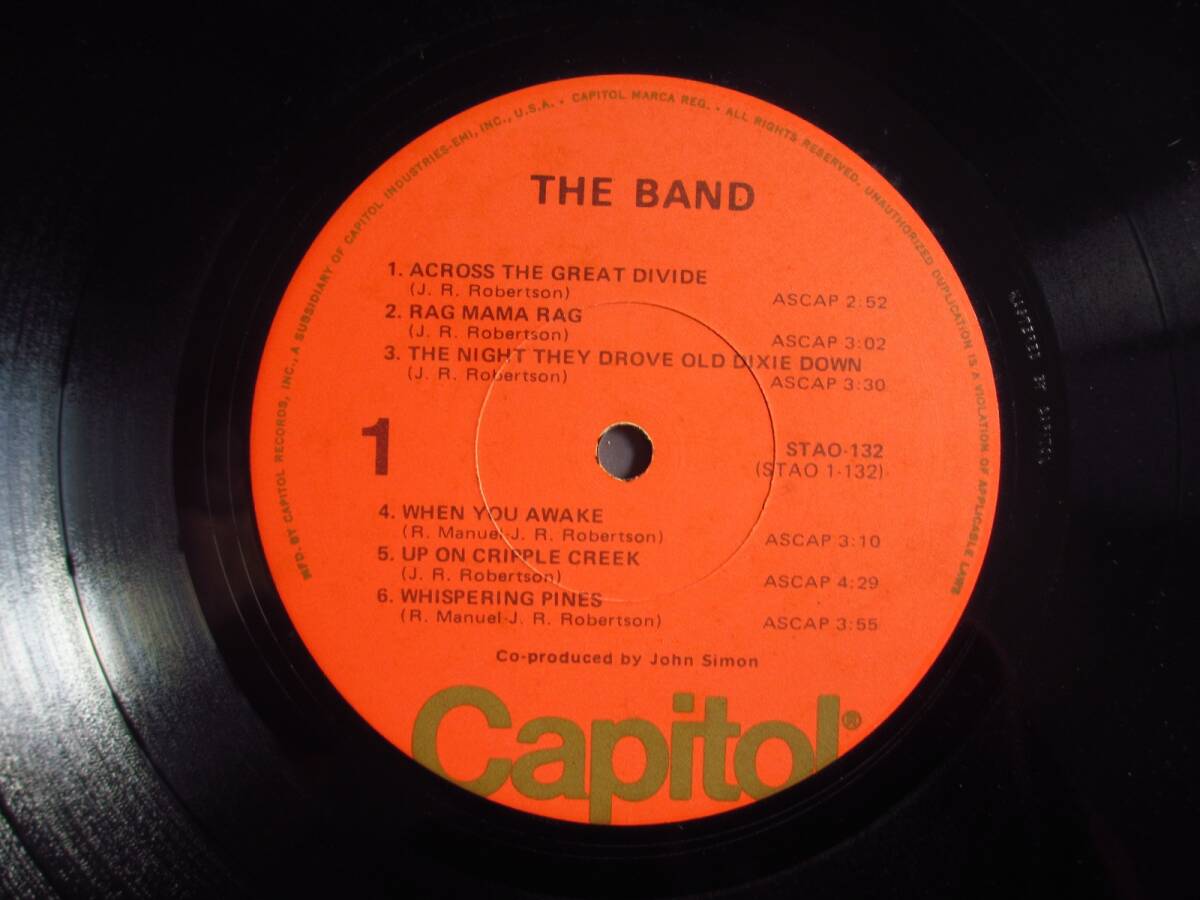 MFD. BY CAPITOL RECORDS, INC., A SUBSIDIARY OF CAPITOL INDUSTRIES-EMI, INC., U.S.A. • CAPITOL MARCA REG. • ALL RIGHTS RESERVED. UNAUTHORIZED DUPLICATION IS A VIOLATION OF APPLICABLE LAWS
THE BAND
1. ACROSS THE GREAT DIVIDE
(J. R. Robertson) ASCAP 2:52
2. RAG MAMA RAG
(J. R. Robertson) ASCAP 3:02
3. THE NIGHT THEY DROVE OLD DIXIE DOWN
(J. R. Robertson) ASCAP 3:30
1
STAO-132
(STAO 1-132)
4. WHEN YOU AWAKE
(R. Manuel-J. R. Robertson) ASCAP 3:10
5. UP ON CRIPPLE CREEK
(J. R. Robertson) ASCAP 4:29
6. WHISPERING PINES
(R. Manuel-J. R. Robertson) ASCAP 3:55
Co-produced by John Simon
Capitol®
MASTERED BY CAPITOL